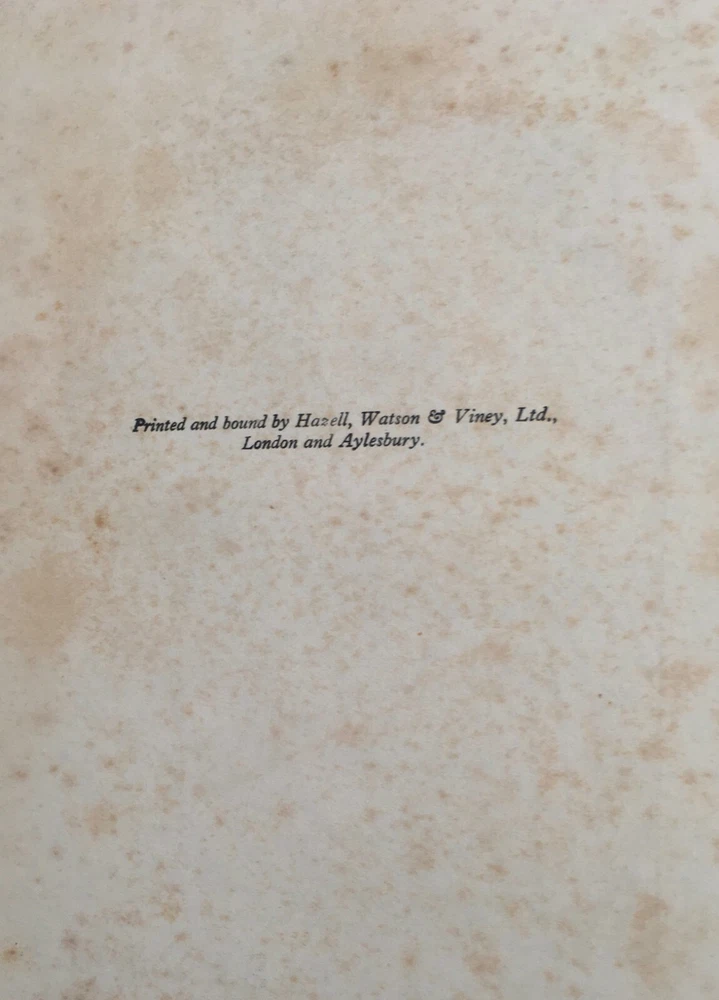 Printed and bound by Hazell, Watson & Viney, Ltd.,
London and Aylesbury.